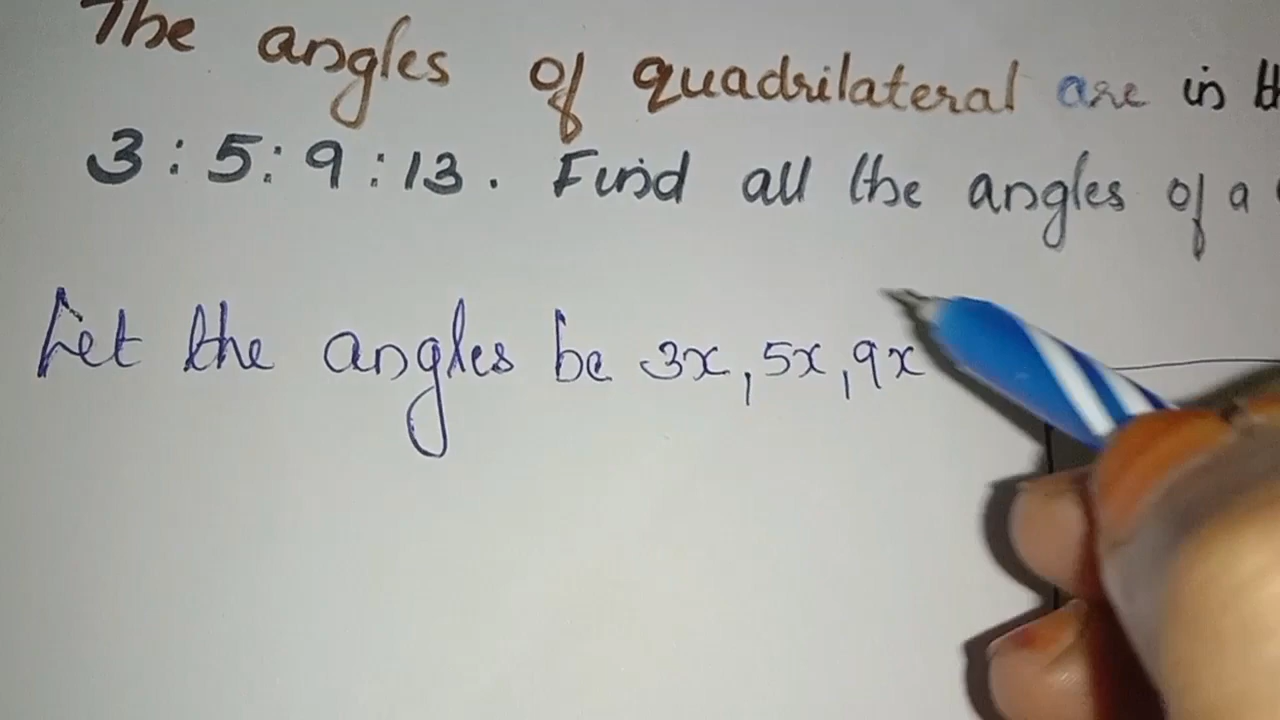 The angles of quadrilateral are in
3 : 5 : 9 : 13 . Find all the angles of a
Let the angles be 3x, 5x, 9x